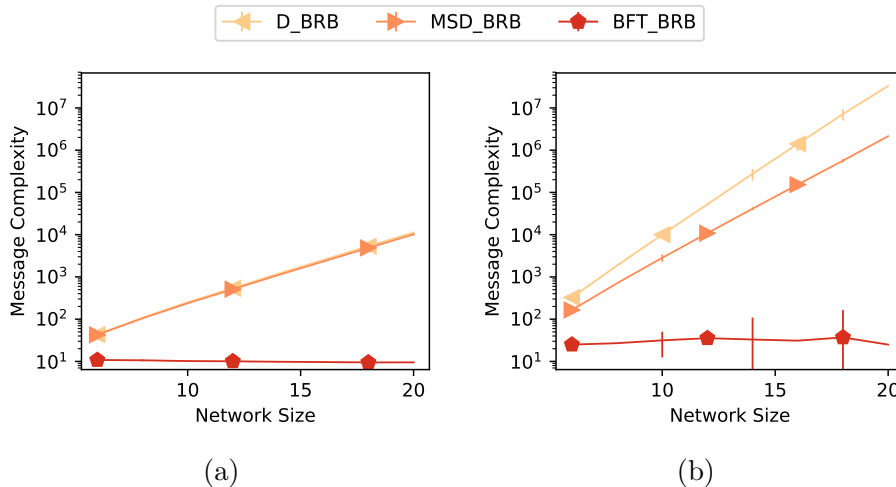 D_BRB MSD_BRB BFT_BRB
Message Complexity
10^7
10^6
10^5
10^4
10^3
10^2
10^1
10 15 20
Network Size
(a)
Message Complexity
10^7
10^6
10^5
10^4
10^3
10^2
10^1
10 15 20
Network Size
(b)